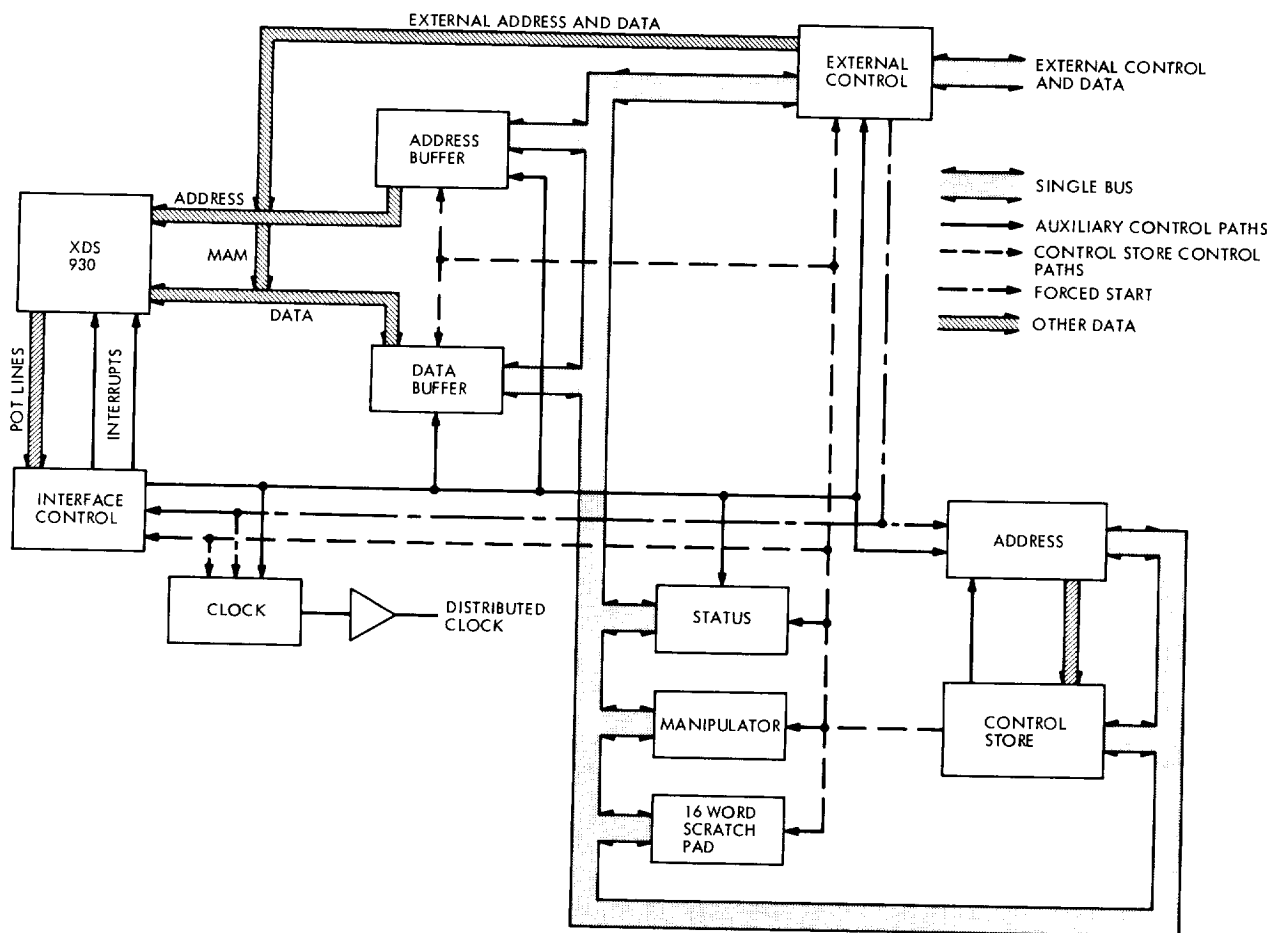 EXTERNAL ADDRESS AND DATA
EXTERNAL
CONTROL
EXTERNAL CONTROL
AND DATA
ADDRESS
BUFFER
SINGLE BUS
AUXILIARY CONTROL PATHS
CONTROL STORE CONTROL
PATHS
FORCED START
OTHER DATA
XDS
930
ADDRESS
MAM
DATA
DATA
BUFFER
POT LINES
INTERRUPTS
INTERFACE
CONTROL
CLOCK
DISTRIBUTED
CLOCK
STATUS
MANIPULATOR
16 WORD
SCRATCH
PAD
ADDRESS
CONTROL
STORE